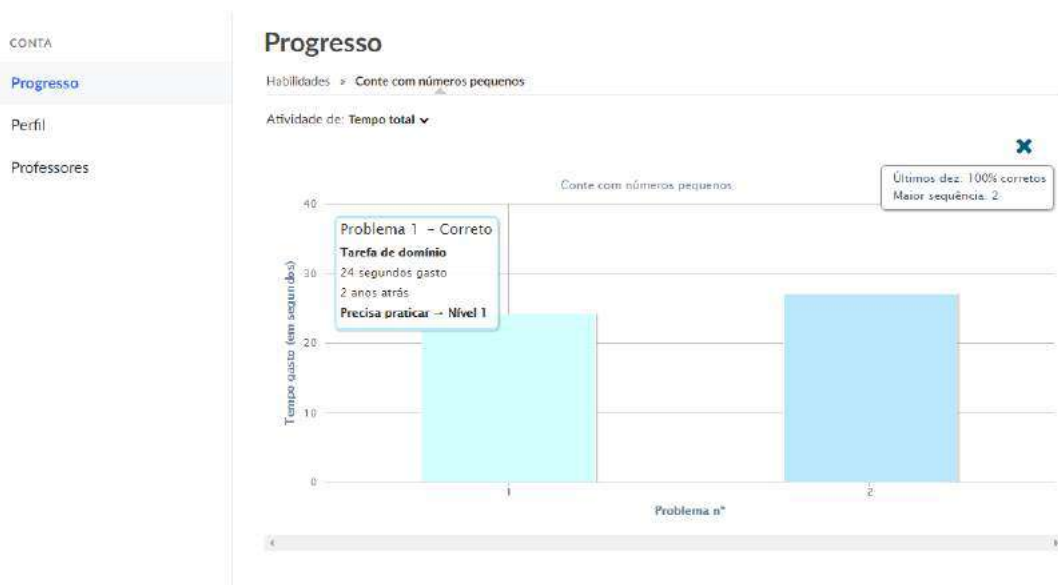 CONTA
Progresso
Perfil
Professores
Progresso
Habilidades » Conte com números pequenos
Atividade de: Tempo total
Conte com números pequenos
Últimos dez: 100% corretos
Maior sequência: 2
Problema 1 – Correto
Tarefa de domínio
24 segundos gasto
2 anos atrás
Precisa praticar → Nível 1
Tempo gasto (em segundos)
40
30
20
10
0
1
2
Problema n°